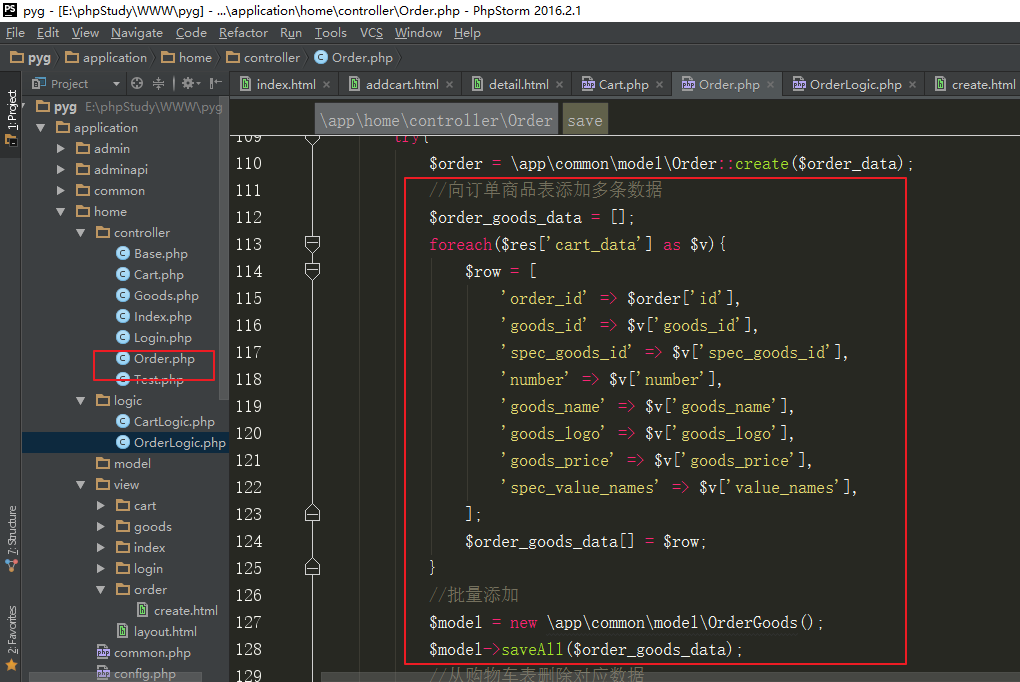 pyg - [E:\phpStudy\WWW\pyg] - ...\application\home\controller\Order.php - PhpStorm 2016.2.1
File Edit View Navigate Code Refactor Run Tools VCS Window Help
pyg application home controller Order.php
Project
index.html addcart.html detail.html Cart.php Order.php OrderLogic.php create.html
1: Project
7: Structure
2: Favorites
pyg E:\phpStudy\WWW\pyg
application
admin
adminapi
common
home
controller
Base.php
Cart.php
Goods.php
Index.php
Login.php
Order.php
Test.php
logic
CartLogic.php
OrderLogic.php
model
view
cart
goods
index
login
order
create.html
layout.html
common.php
config.php
\app\home\controller\Order save
109 try{
110 $order = \app\common\model\Order::create($order_data);
111 //向订单商品表添加多条数据
112 $order_goods_data = [];
113 foreach($res['cart_data'] as $v){
114 $row = [
115 'order_id' => $order['id'],
116 'goods_id' => $v['goods_id'],
117 'spec_goods_id' => $v['spec_goods_id'],
118 'number' => $v['number'],
119 'goods_name' => $v['goods_name'],
120 'goods_logo' => $v['goods_logo'],
121 'goods_price' => $v['goods_price'],
122 'spec_value_names' => $v['value_names'],
123 ];
124 $order_goods_data[] = $row;
125 }
126 //批量添加
127 $model = new \app\common\model\OrderGoods();
128 $model->saveAll($order_goods_data);
129 //从购物车表删除对应数据